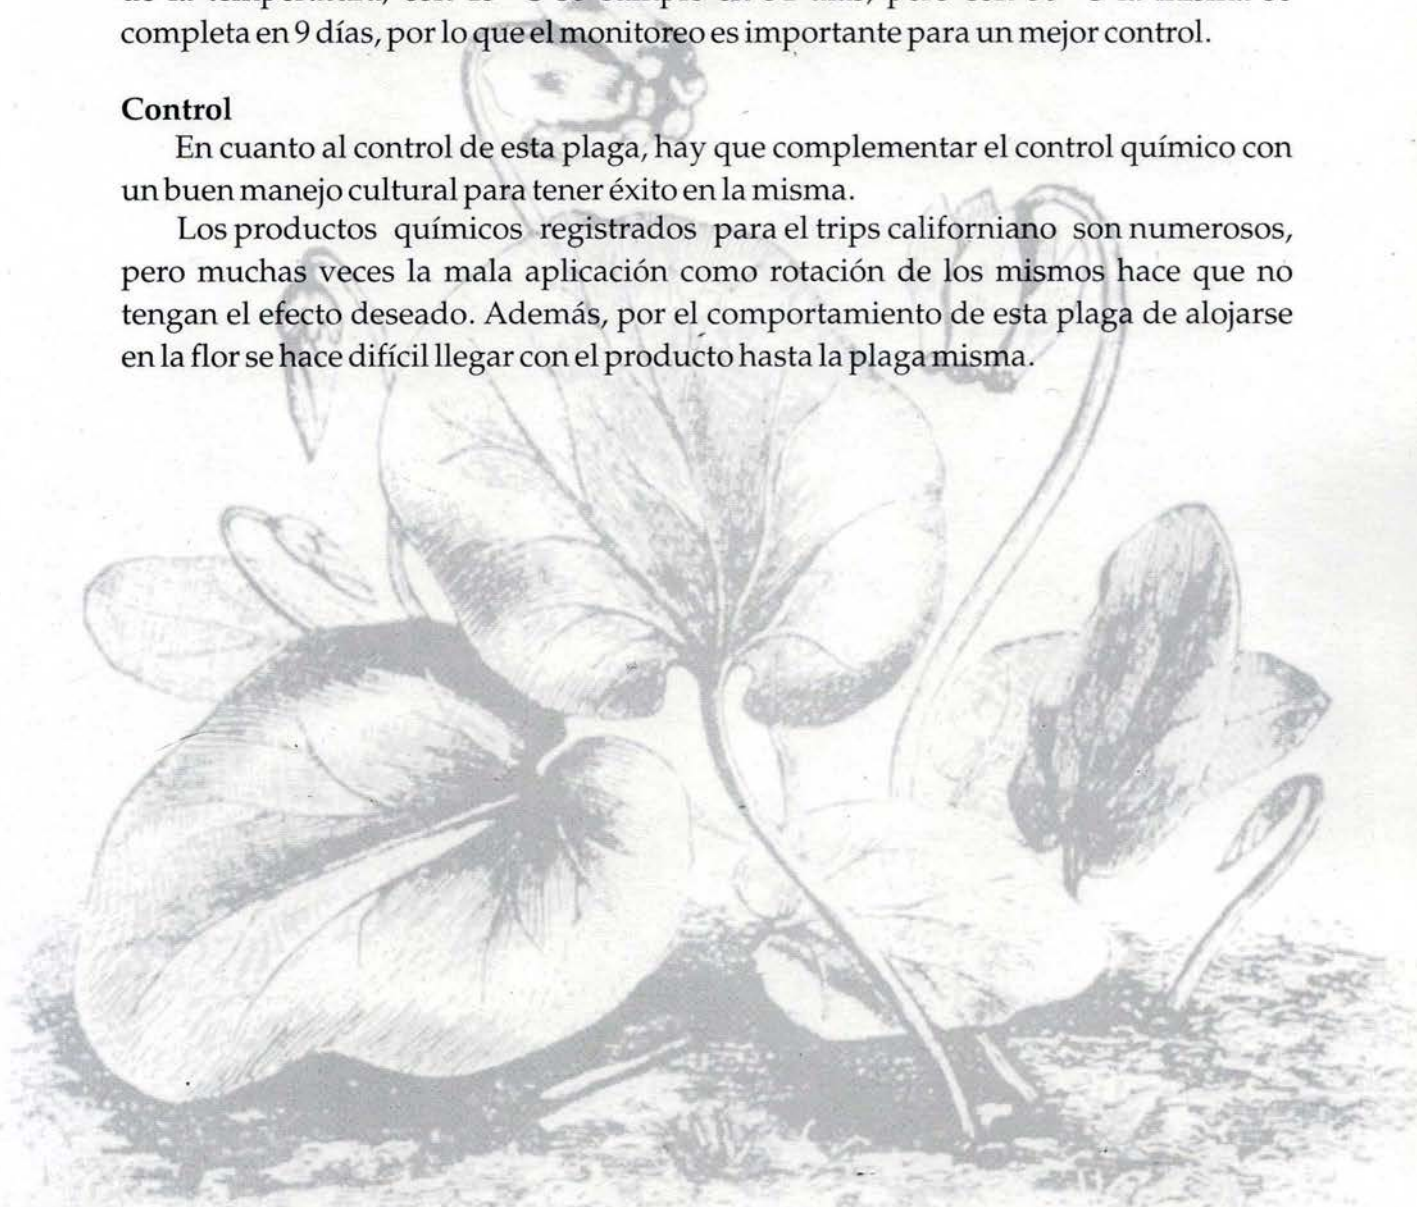 completa en 9 días, por lo que el monitoreo es importante para un mejor control.
Control
En cuanto al control de esta plaga, hay que complementar el control químico con
un buen manejo cultural para tener éxito en la misma.
Los productos químicos registrados para el trips californiano son numerosos,
pero muchas veces la mala aplicación como rotación de los mismos hace que no
tengan el efecto deseado. Además, por el comportamiento de esta plaga de alojarse
en la flor se hace difícil llegar con el producto hasta la plaga misma.